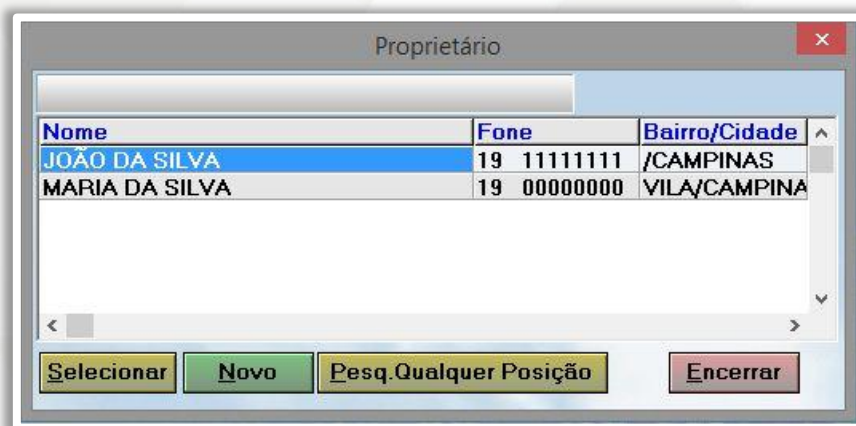 Proprietário
Nome Fone Bairro/Cidade
JOÃO DA SILVA 19 11111111 /CAMPINAS
MARIA DA SILVA 19 00000000 VILA/CAMPINA
Selecionar Novo Pesq.Qualquer Posição Encerrar